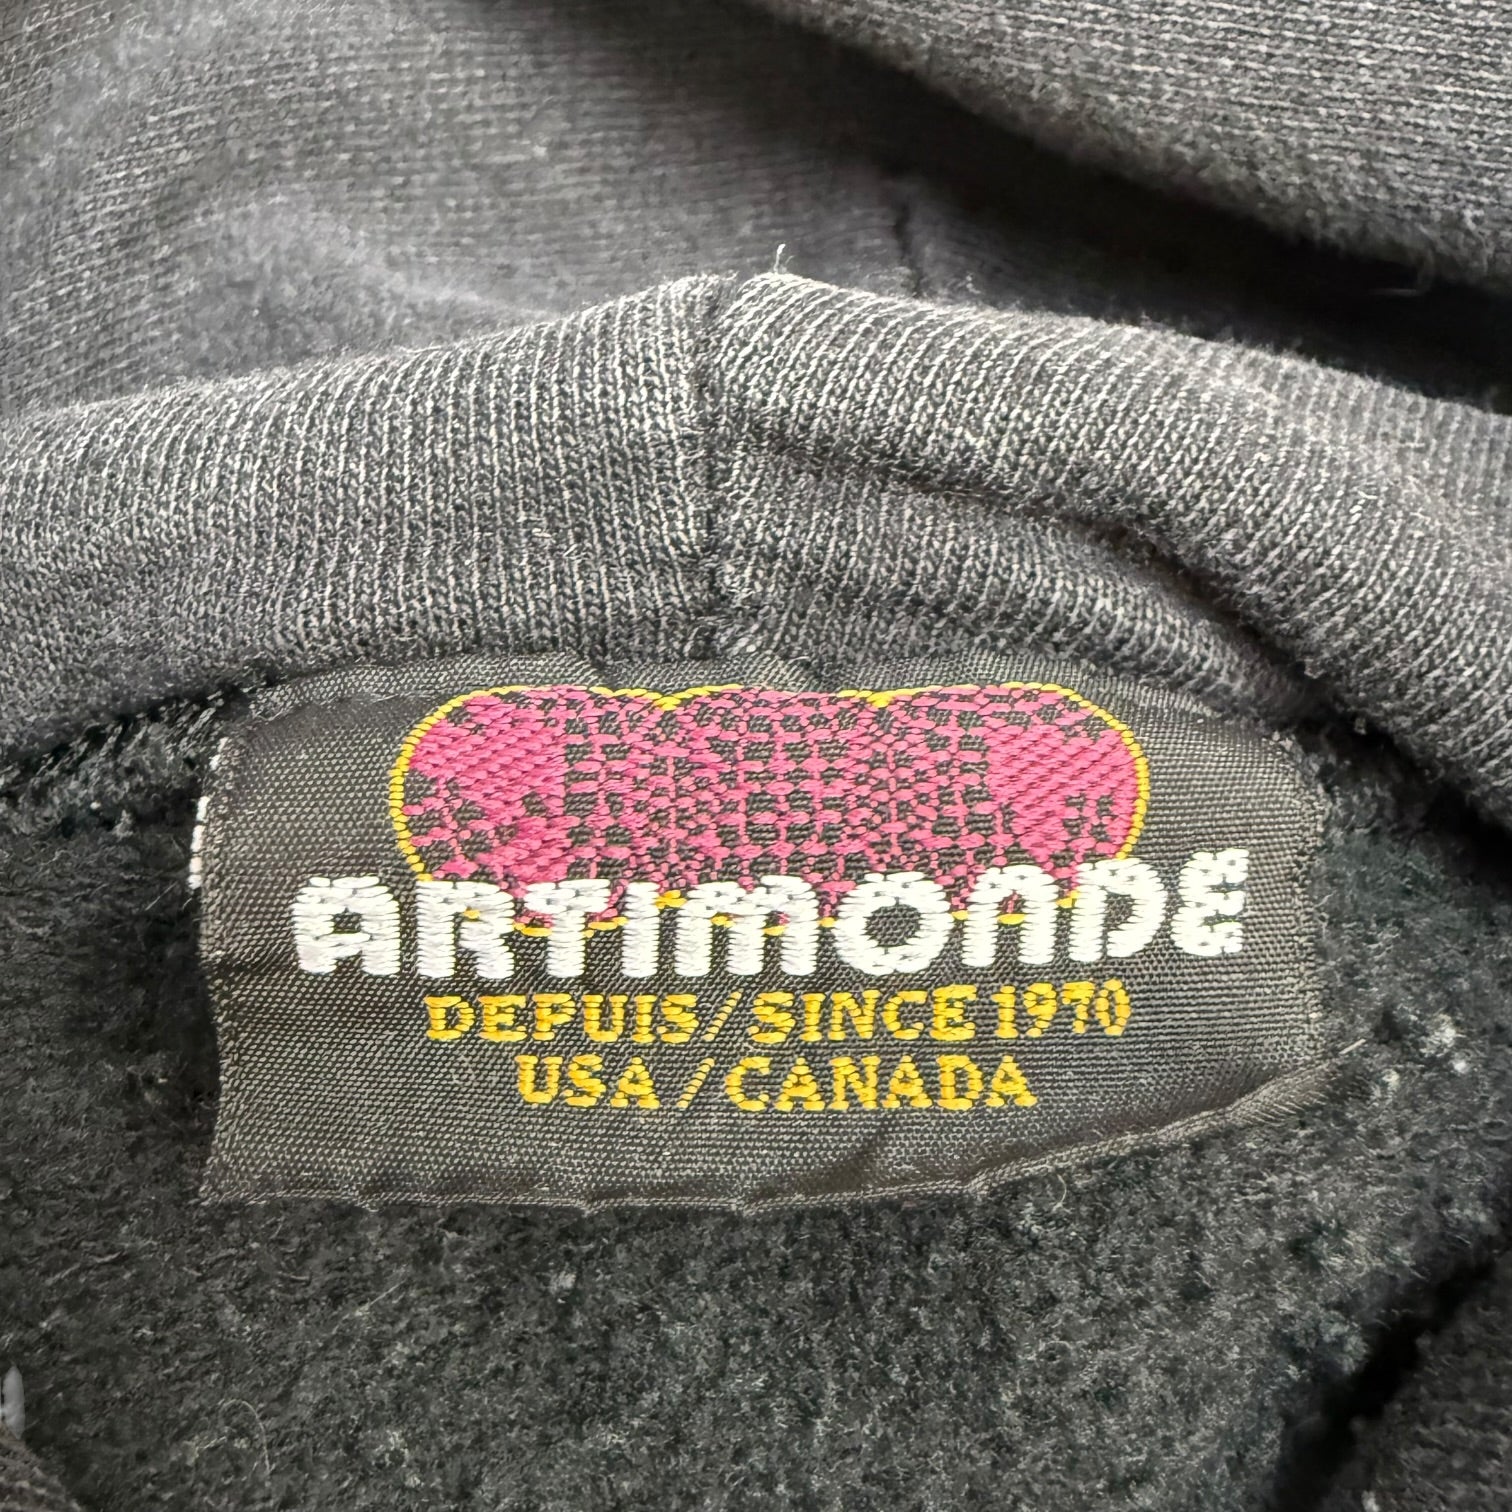 ARTIMONDE
DEPUIS/SINCE 1970
USA/CANADA